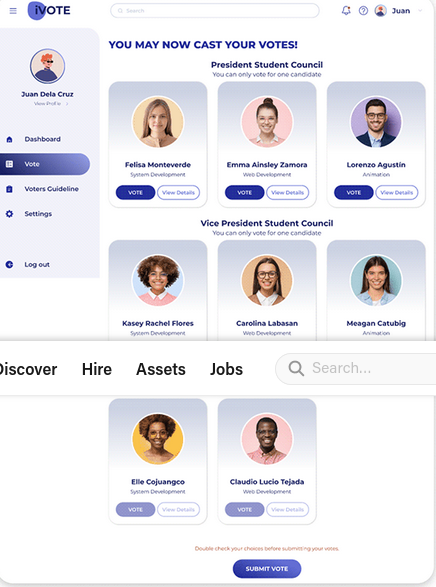 iVOTE
Search
Juan
Juan Dela Cruz
View Profile
Dashboard
Vote
Voters Guideline
Settings
Log out
YOU MAY NOW CAST YOUR VOTES!
President Student Council
You can only vote for one candidate
Felisa Monteverde
System Development
VOTE
View Details
Emma Ainsley Zamora
Web Development
VOTE
View Details
Lorenzo Agustin
Animation
VOTE
View Details
Vice President Student Council
You can only vote for one candidate
Kasey Rachel Flores
System Development
Carolina Labasan
Web Development
Meagan Catubig
Animation
Discover Hire Assets Jobs
Search...
Elle Cojuangco
System Development
VOTE
View Details
Claudio Lucio Tejada
Web Development
VOTE
View Details
Double check your choices before submitting your votes.
SUBMIT VOTE